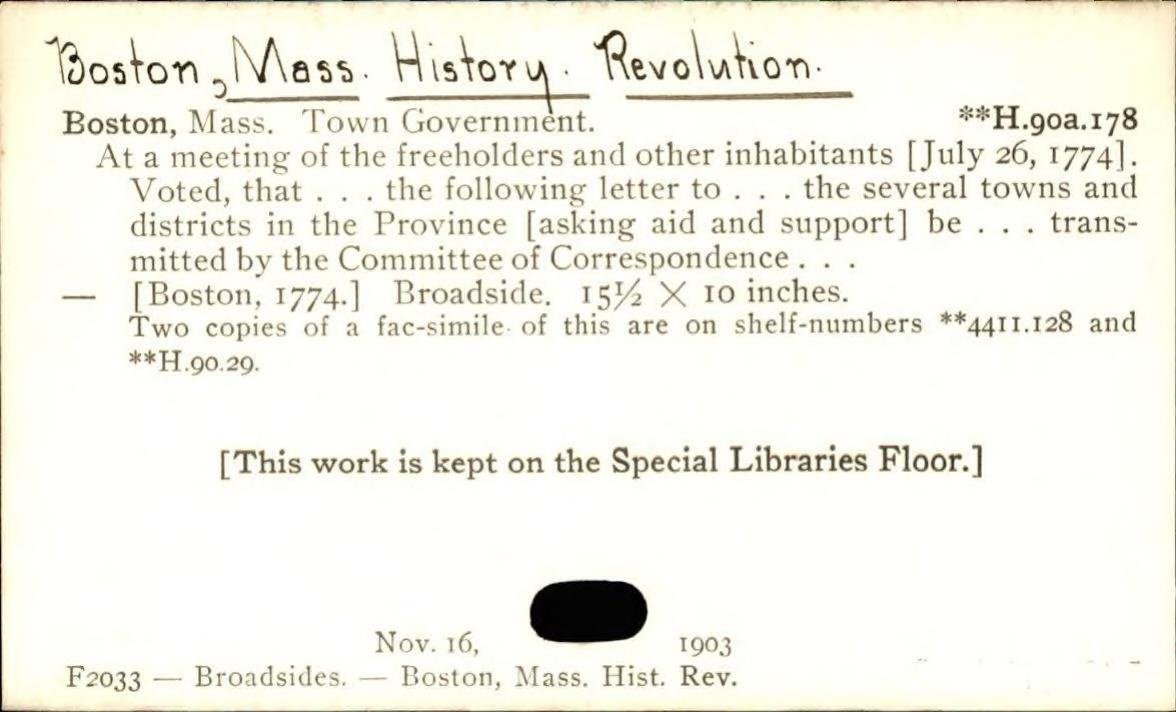 Boston, Mass. History. Revolution.
Boston, Mass. Town Government. **H.90a.178
At a meeting of the freeholders and other inhabitants [July 26, 1774].
Voted, that . . . the following letter to . . . the several towns and
districts in the Province [asking aid and support] be . . . trans-
mitted by the Committee of Correspondence . . .
— [Boston, 1774.] Broadside. 15½ × 10 inches.
Two copies of a fac-simile of this are on shelf-numbers **4411.128 and
**H.90.29.
[This work is kept on the Special Libraries Floor.]
Nov. 16, 1903
F2033 — Broadsides. — Boston, Mass. Hist. Rev.